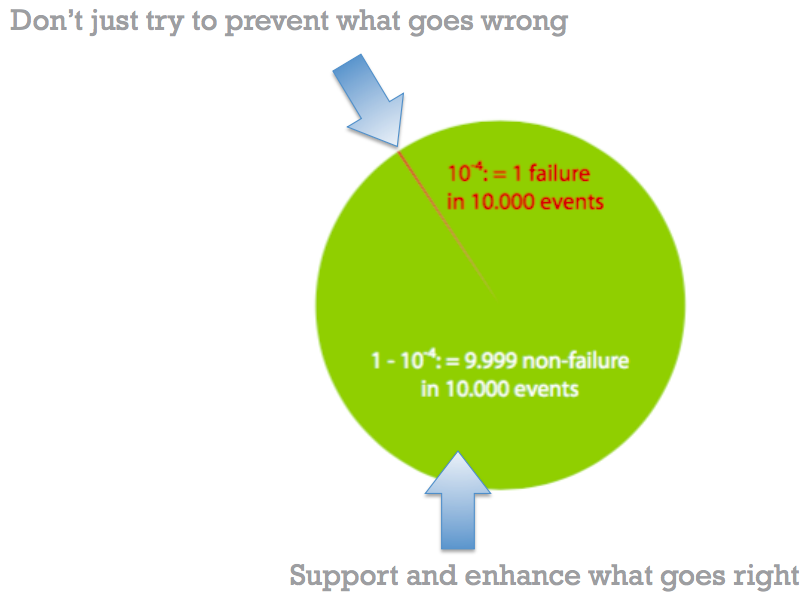 Don't just try to prevent what goes wrong
10⁻⁴: = 1 failure
in 10.000 events
1 - 10⁻⁴: = 9.999 non-failure
in 10.000 events
Support and enhance what goes right